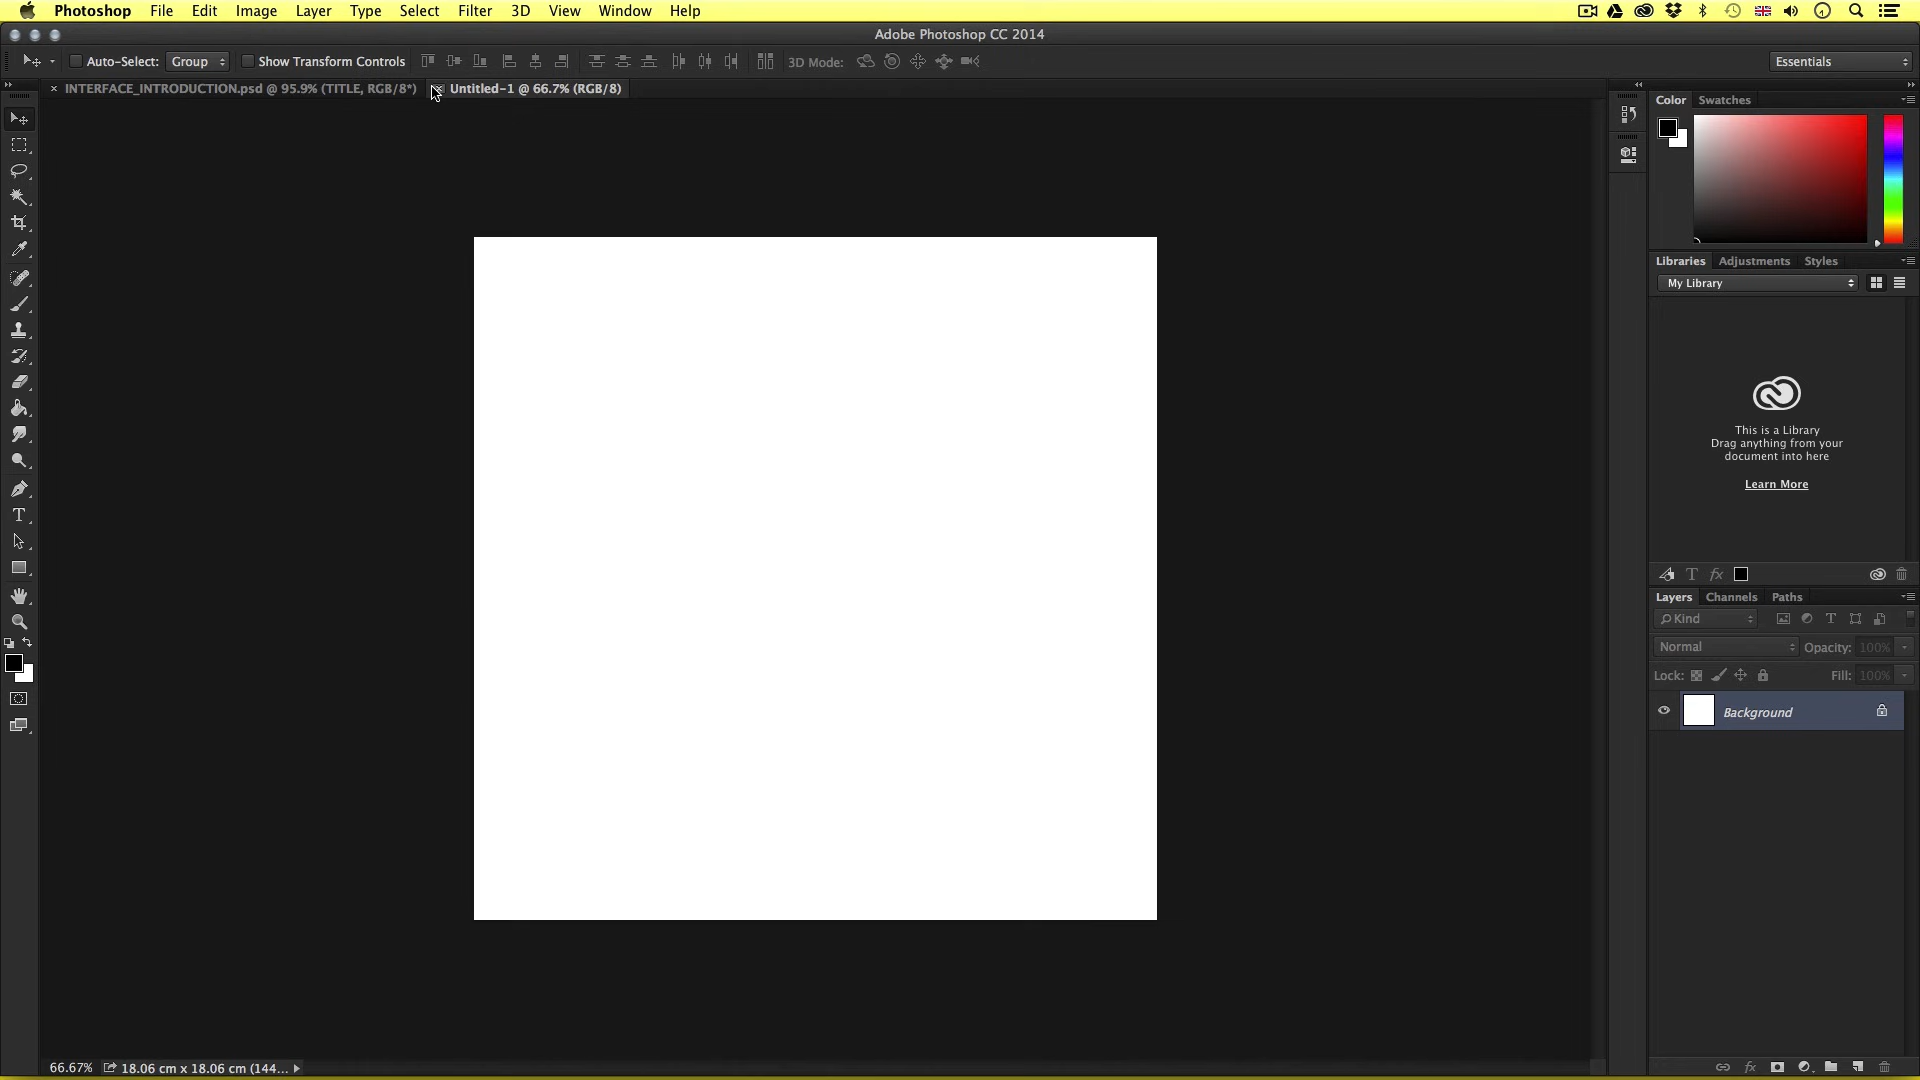 Photoshop File Edit Image Layer Type Select Filter 3D View Window Help
Adobe Photoshop CC 2014
Auto-Select: Group Show Transform Controls 3D Mode: Essentials
INTERFACE_INTRODUCTION.psd @ 95.9% (TITLE, RGB/8*) Untitled-1 @ 66.7% (RGB/8)
Color Swatches
Libraries Adjustments Styles
My Library
This is a Library
Drag anything from your
document into here
Learn More
T fx
Layers Channels Paths
Kind T
Normal Opacity: 100%
Lock: Fill: 100%
Background
66.67% 18.06 cm x 18.06 cm (144...
fx